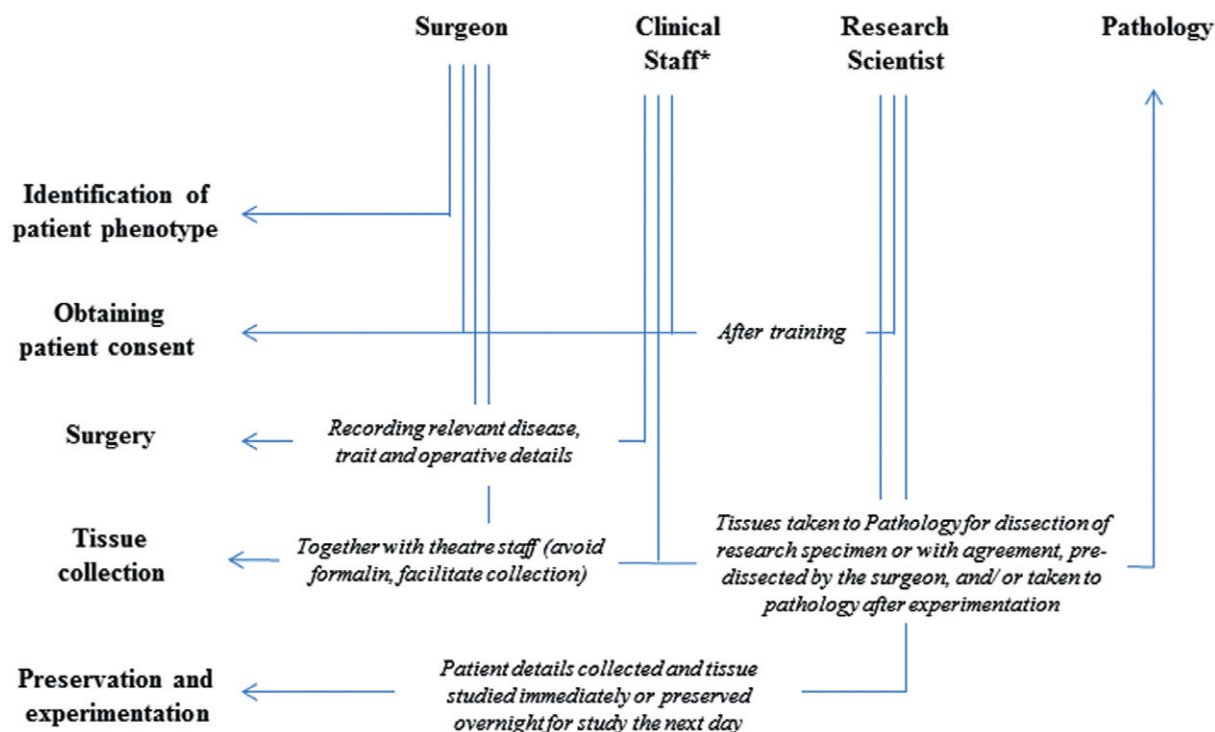 Surgeon
Clinical
Staff*
Research
Scientist
Pathology
Identification of
patient phenotype
Obtaining
patient consent
After training
Surgery
Recording relevant disease,
trait and operative details
Tissue
collection
Together with theatre staff (avoid
formalin, facilitate collection)
Tissues taken to Pathology for dissection of
research specimen or with agreement, pre-
dissected by the surgeon, and/ or taken to
pathology after experimentation
Preservation and
experimentation
Patient details collected and tissue
studied immediately or preserved
overnight for study the next day